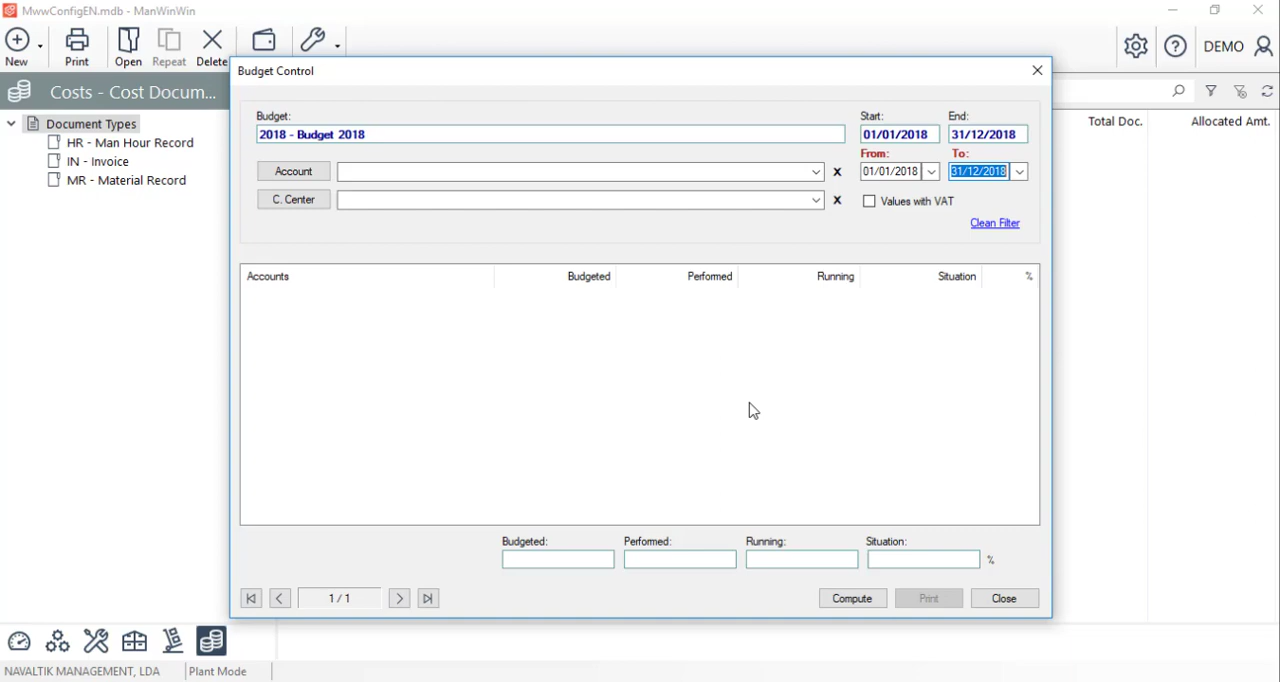 MwwConfigEN.mdb - ManWinWin
New
Print
Open
Repeat
Delete
DEMO
Costs - Cost Docum...
Document Types
HR - Man Hour Record
IN - Invoice
MR - Material Record
Total Doc.
Allocated Amt.
Budget Control
Budget:
Start:
End:
2018 - Budget 2018
01/01/2018
31/12/2018
From:
To:
Account
x
01/01/2018
31/12/2018
C. Center
x
Values with VAT
Clean Filter
Accounts
Budgeted
Performed
Running
Situation
%
Budgeted:
Performed:
Running:
Situation:
%
1 / 1
Compute
Print
Close
NAVALTIK MANAGEMENT, LDA
Plant Mode